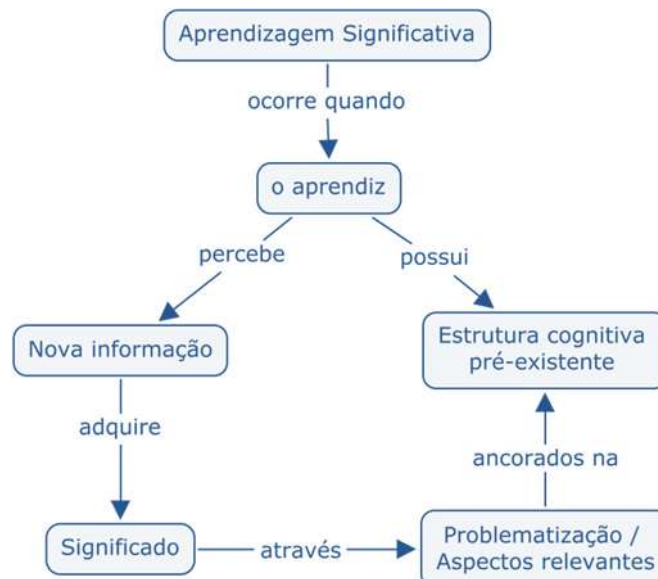 Aprendizagem Significativa
ocorre quando
o aprendiz
percebe
possui
Nova informação
Estrutura cognitiva
pré-existente
adquire
ancorados na
Significado
através
Problematização /
Aspectos relevantes